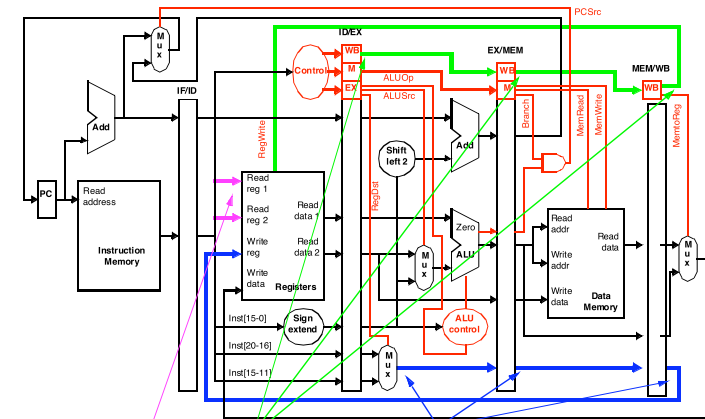 PCSrc
ID/EX
EX/MEM
MEM/WB
IF/ID
M
u
x
Control
WB
M
EX
WB
M
WB
ALUOp
ALUSrc
Add
RegWrite
Branch
MemRead
MemWrite
MemtoReg
Add
Shift
left 2
PC
Read
address
Instruction
Memory
Read
reg 1
Read
reg 2
Write
reg
Write
data
Read
data 1
Read
data 2
Registers
RegDst
Zero
ALU
M
u
x
Read
addr
Write
addr
Write
data
Read
data
Data
Memory
M
u
x
Inst[15-0]
Sign
extend
ALU
control
Inst[20-16]
Inst[15-11]
M
u
x